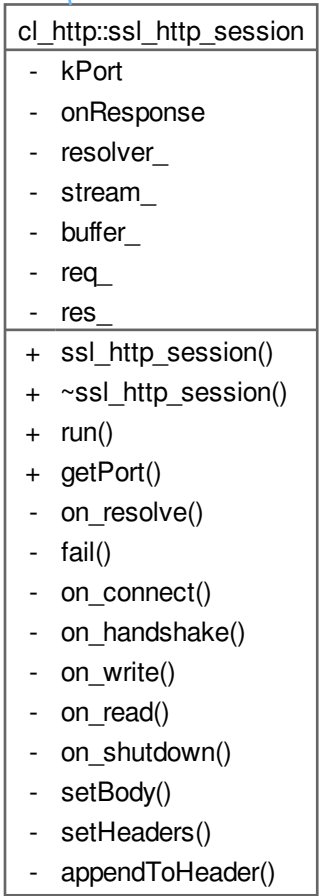 cl_http::ssl_http_session
- kPort
- onResponse
- resolver_
- stream_
- buffer_
- req_
- res_
+ ssl_http_session()
+ ~ssl_http_session()
+ run()
+ getPort()
- on_resolve()
- fail()
- on_connect()
- on_handshake()
- on_write()
- on_read()
- on_shutdown()
- setBody()
- setHeaders()
- appendToHeader()